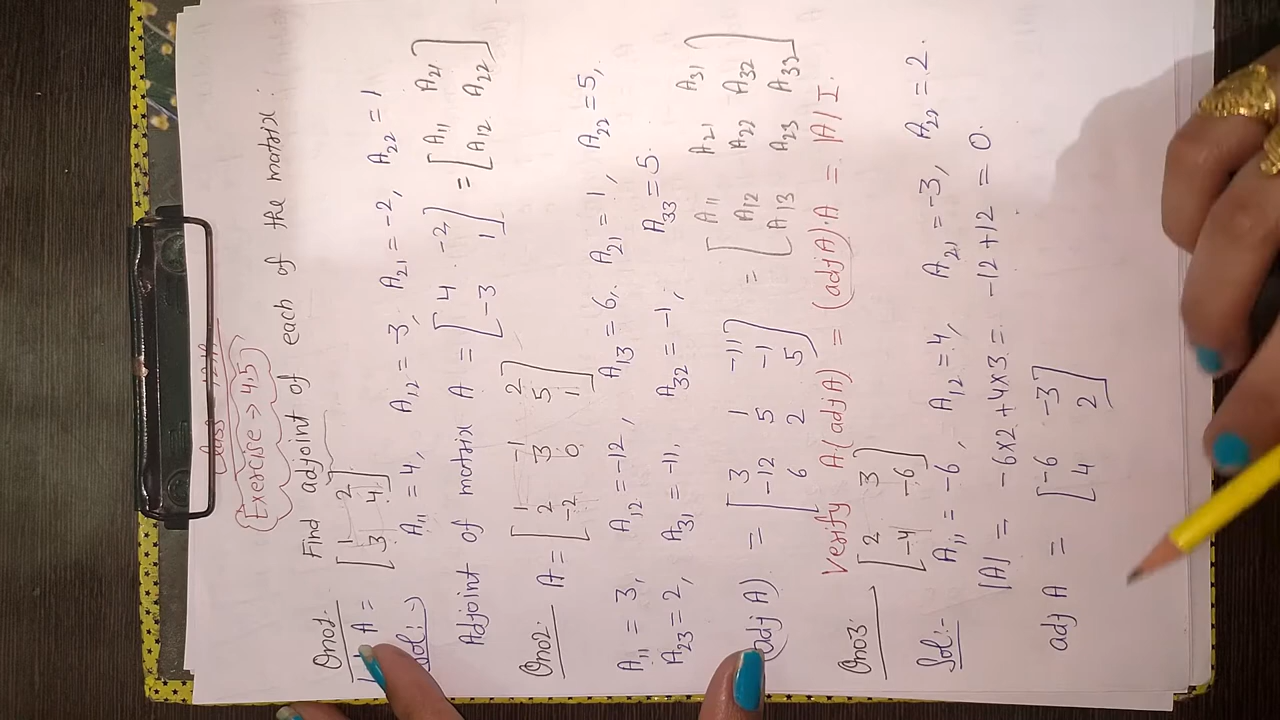 Class - 12th
Exercise → 4.5
Find adjoint of each of the matrix:
Qno1. A = [1 2
3 4]
Sol:- A11 = 4, A12 = -3, A21 = -2, A22 = 1
Adjoint of matrix A = [4 -2 = [A11 A21
-3 1] A12 A22]
Qno2. A = [1 -1 2
2 3 5
-2 0 1]
A11 = 3, A12 = -12, A13 = 6, A21 = 1, A22 = 5,
A23 = 2, A31 = -11, A32 = -1, A33 = 5.
(adj A) = [3 1 -11 = [A11 A21 A31
-12 5 -1 A12 A22 A32
6 2 5] A13 A23 A33]
Verify A(adj A) = (adj A).A = |A| I.
Qno3. [2 3
-4 -6]
Sol:- A11 = -6, A12 = 4, A21 = -3, A22 = 2.
|A| = -6x2 + 4x3 = -12+12 = 0.
adj A = [-6 -3
4 2]